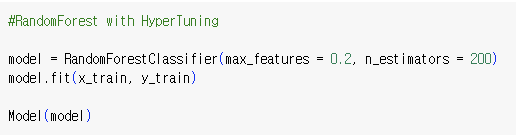 #RandomForest with HyperTuning
model = RandomForestClassifier(max_features = 0.2, n_estimators = 200)
model.fit(x_train, y_train)
Model(model)